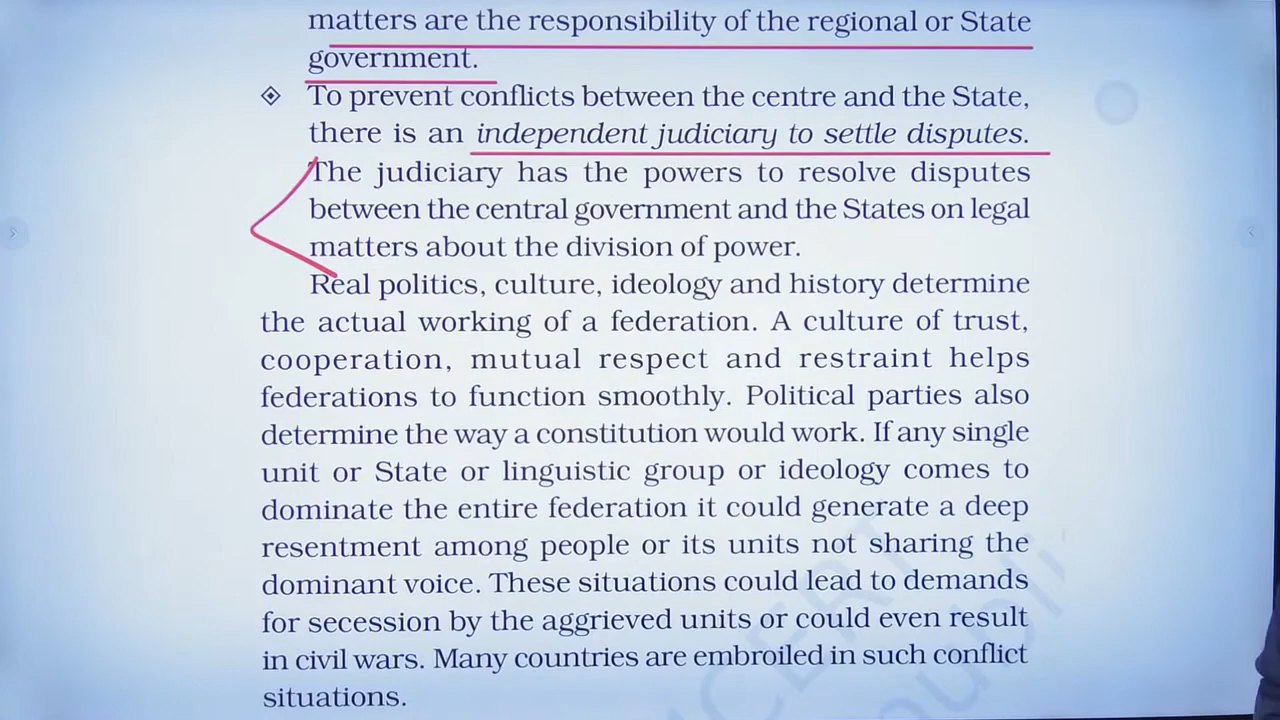 matters are the responsibility of the regional or State
government.
To prevent conflicts between the centre and the State,
there is an independent judiciary to settle disputes.
The judiciary has the powers to resolve disputes
between the central government and the States on legal
matters about the division of power.
Real politics, culture, ideology and history determine
the actual working of a federation. A culture of trust,
cooperation, mutual respect and restraint helps
federations to function smoothly. Political parties also
determine the way a constitution would work. If any single
unit or State or linguistic group or ideology comes to
dominate the entire federation it could generate a deep
resentment among people or its units not sharing the
dominant voice. These situations could lead to demands
for secession by the aggrieved units or could even result
in civil wars. Many countries are embroiled in such conflict
situations.